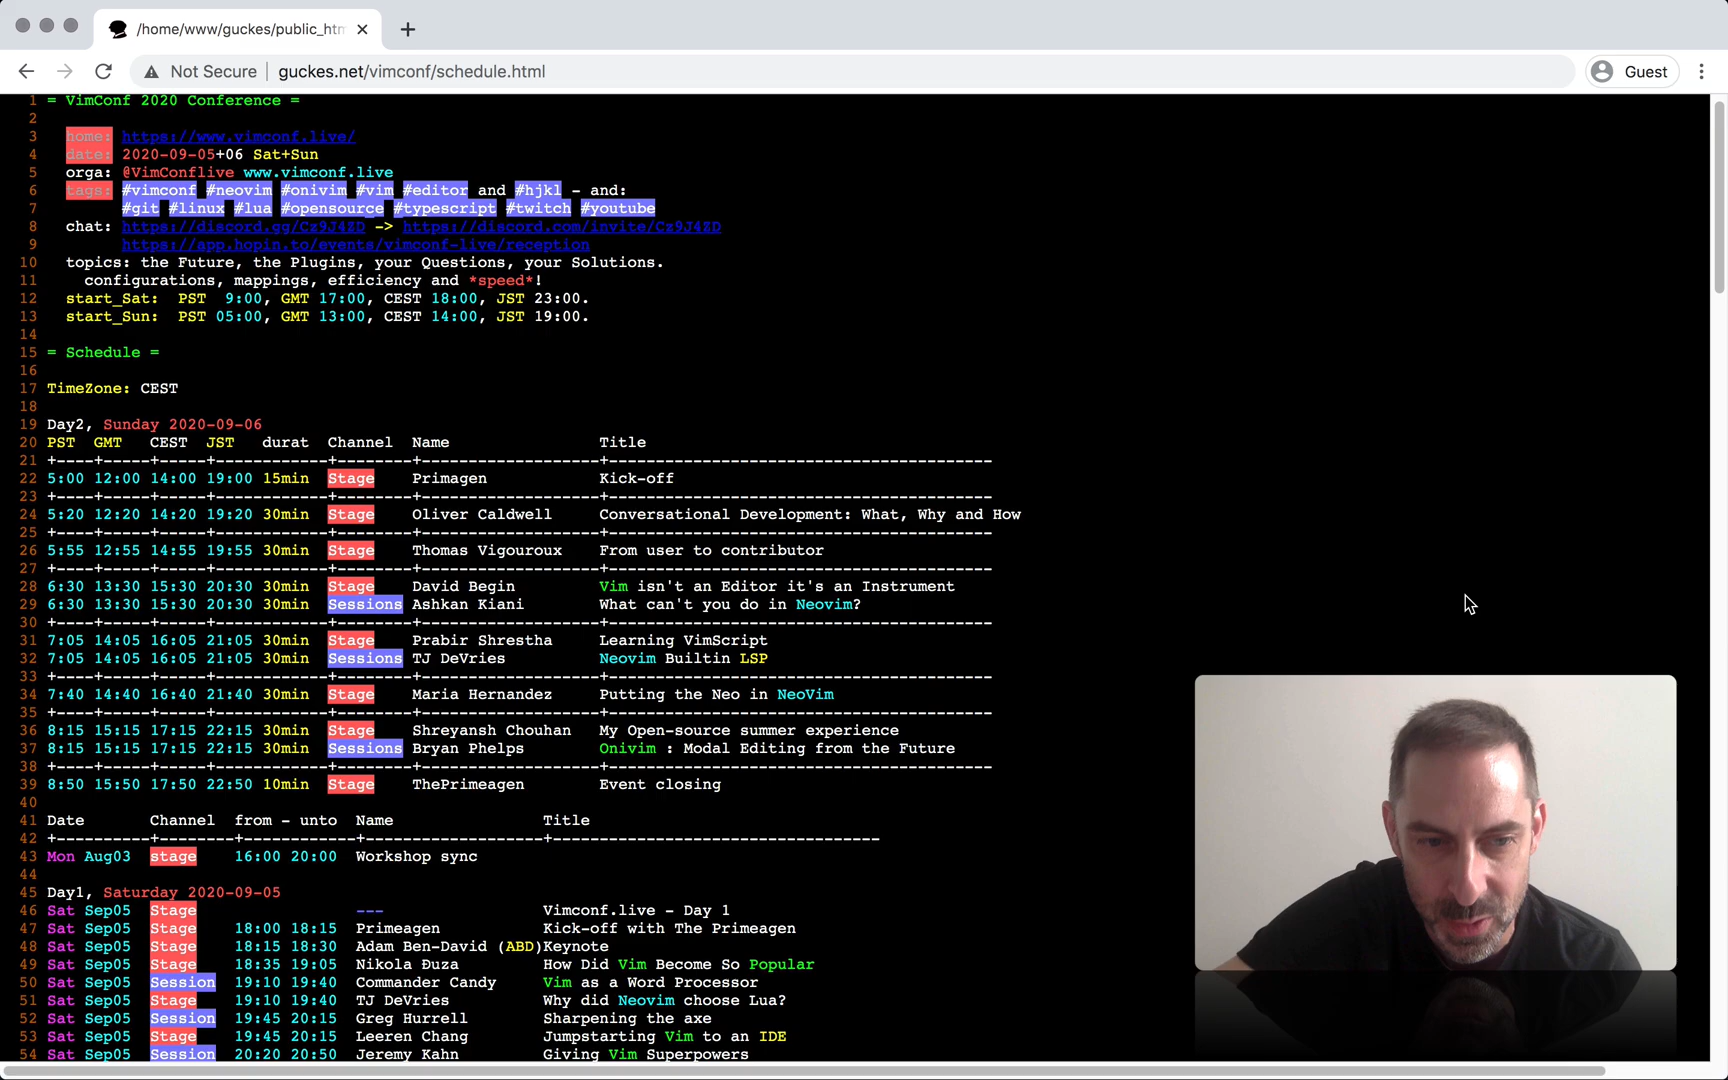 /home/www/guckes/public_htm
Not Secure guckes.net/vimconf/schedule.html Guest
1 = VimConf 2020 Conference =
2
3 home: https://www.vimconf.live/
4 date: 2020-09-05+06 Sat+Sun
5 orga: @VimConflive www.vimconf.live
6 tags: #vimconf #neovim #onivim #vim #editor and #hjkl - and:
7 #git #linux #lua #opensource #typescript #twitch #youtube
8 chat: https://discord.gg/Cz9J4ZD -> https://discord.com/invite/Cz9J4ZD
9 https://app.hopin.to/events/vimconf-live/reception
10 topics: the Future, the Plugins, your Questions, your Solutions.
11 configurations, mappings, efficiency and *speed*!
12 start_Sat: PST 9:00, GMT 17:00, CEST 18:00, JST 23:00.
13 start_Sun: PST 05:00, GMT 13:00, CEST 14:00, JST 19:00.
14
15 = Schedule =
16
17 TimeZone: CEST
18
19 Day2, Sunday 2020-09-06
20 PST GMT CEST JST durat Channel Name Title
21 +----+-----+-----+------------+--------+-------------------+-----------------------------------------
22 5:00 12:00 14:00 19:00 15min Stage Primagen Kick-off
23 +----+-----+-----+------------+--------+-------------------+-----------------------------------------
24 5:20 12:20 14:20 19:20 30min Stage Oliver Caldwell Conversational Development: What, Why and How
25 +----+-----+-----+------------+--------+-------------------+-----------------------------------------
26 5:55 12:55 14:55 19:55 30min Stage Thomas Vigouroux From user to contributor
27 +----+-----+-----+------------+--------+-------------------+-----------------------------------------
28 6:30 13:30 15:30 20:30 30min Stage David Begin Vim isn't an Editor it's an Instrument
29 6:30 13:30 15:30 20:30 30min Sessions Ashkan Kiani What can't you do in Neovim?
30 +----+-----+-----+------------+--------+-------------------+-----------------------------------------
31 7:05 14:05 16:05 21:05 30min Stage Prabir Shrestha Learning VimScript
32 7:05 14:05 16:05 21:05 30min Sessions TJ DeVries Neovim Builtin LSP
33 +----+-----+-----+------------+--------+-------------------+-----------------------------------------
34 7:40 14:40 16:40 21:40 30min Stage Maria Hernandez Putting the Neo in NeoVim
35 +----+-----+-----+------------+--------+-------------------+-----------------------------------------
36 8:15 15:15 17:15 22:15 30min Stage Shreyansh Chouhan My Open-source summer experience
37 8:15 15:15 17:15 22:15 30min Sessions Bryan Phelps Onivim : Modal Editing from the Future
38 +----+-----+-----+------------+--------+-------------------+-----------------------------------------
39 8:50 15:50 17:50 22:50 10min Stage ThePrimeagen Event closing
40
41 Date Channel from - unto Name Title
42 +----------+--------+------------+-------------------+-----------------------------------
43 Mon Aug03 stage 16:00 20:00 Workshop sync
44
45 Day1, Saturday 2020-09-05
46 Sat Sep05 Stage --- Vimconf.live - Day 1
47 Sat Sep05 Stage 18:00 18:15 Primeagen Kick-off with The Primeagen
48 Sat Sep05 Stage 18:15 18:30 Adam Ben-David (ABD)Keynote
49 Sat Sep05 Stage 18:35 19:05 Nikola Đuza How Did Vim Become So Popular
50 Sat Sep05 Session 19:10 19:40 Commander Candy Vim as a Word Processor
51 Sat Sep05 Stage 19:10 19:40 TJ DeVries Why did Neovim choose Lua?
52 Sat Sep05 Session 19:45 20:15 Greg Hurrell Sharpening the axe
53 Sat Sep05 Stage 19:45 20:15 Leeren Chang Jumpstarting Vim to an IDE
54 Sat Sep05 Session 20:20 20:50 Jeremy Kahn Giving Vim Superpowers